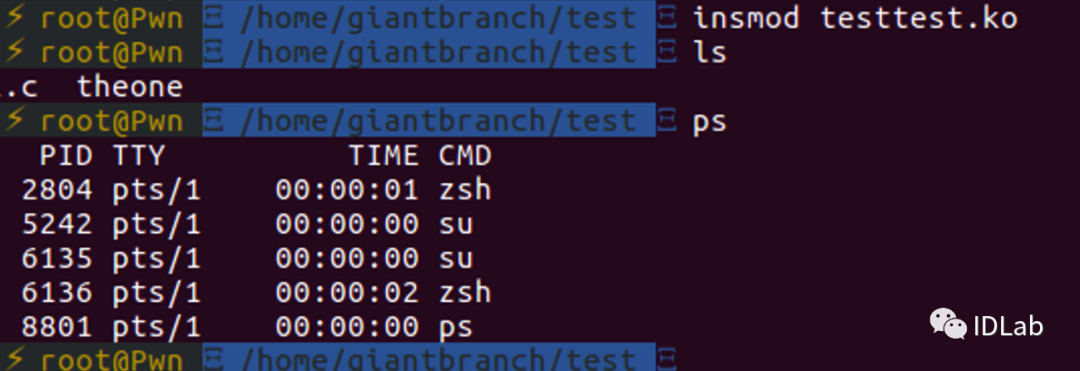 ⚡ root@Pwn /home/giantbranch/test insmod testtest.ko
⚡ root@Pwn /home/giantbranch/test ls
.c theone
⚡ root@Pwn /home/giantbranch/test ps
PID TTY TIME CMD
2804 pts/1 00:00:01 zsh
5242 pts/1 00:00:00 su
6135 pts/1 00:00:00 su
6136 pts/1 00:00:02 zsh
8801 pts/1 00:00:00 ps
⚡ root@Pwn /home/giantbranch/test
IDLab